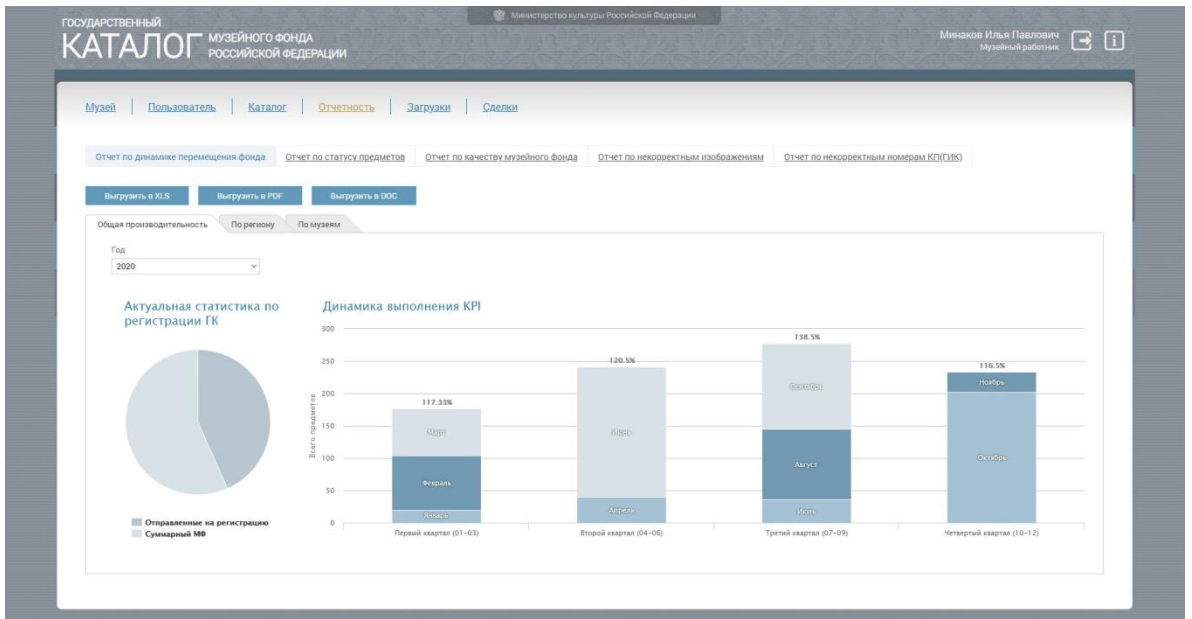 Министерство культуры Российской Федерации
ГОСУДАРСТВЕННЫЙ
КАТАЛОГ МУЗЕЙНОГО ФОНДА
РОССИЙСКОЙ ФЕДЕРАЦИИ
Минаков Илья Павлович
Музейный работник
Музей
Пользователь
Каталог
Отчетность
Загрузки
Сделки
Отчет по динамике перемещения фонда
Отчет по статусу предметов
Отчет по качеству музейного фонда
Отчет по некорректным изображениям
Отчет по некорректным номерам КП(ГИК)
Выгрузить в XLS
Выгрузить в PDF
Выгрузить в DOC
Общая производительность
По региону
По музеям
Год
2020
Актуальная статистика по
регистрации ГК
Отправленные на регистрацию
Суммарный МФ
Динамика выполнения KPI
Всего предметов
300
250
200
150
100
50
0
117.33%
Март
Февраль
Январь
120.5%
Июнь
Апрель
138.5%
Сентябрь
Август
Июль
116.5%
Ноябрь
Октябрь
Первый квартал (01-03)
Второй квартал (04-06)
Третий квартал (07-09)
Четвертый квартал (10-12)